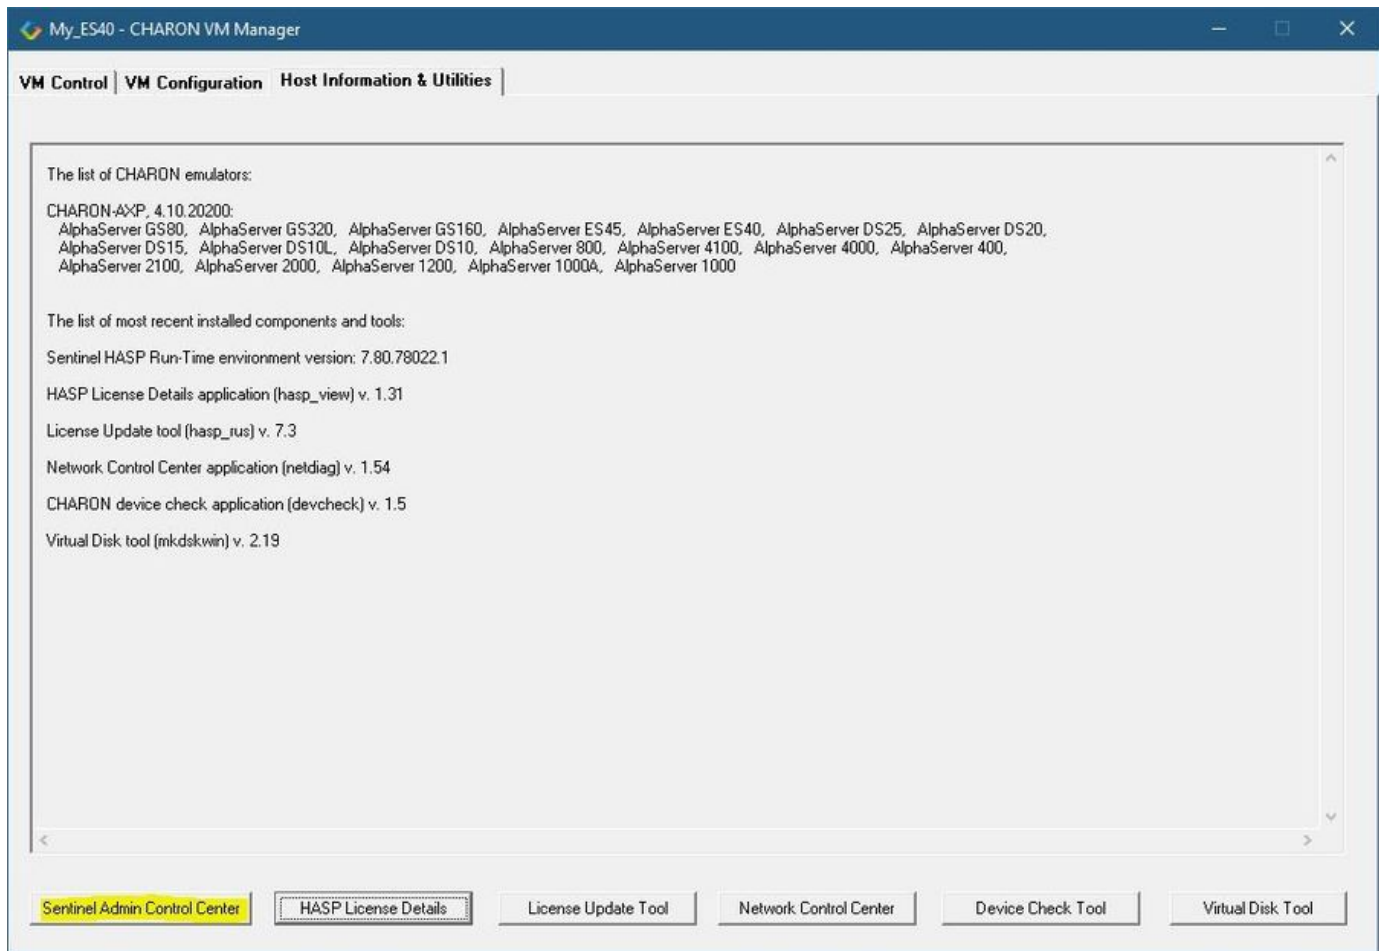 My_ES40 - CHARON VM Manager
VM Control VM Configuration Host Information & Utilities
The list of CHARON emulators:
CHARON-AXP, 4.10.20200:
AlphaServer GS80, AlphaServer GS320, AlphaServer GS160, AlphaServer ES45, AlphaServer ES40, AlphaServer DS25, AlphaServer DS20,
AlphaServer DS15, AlphaServer DS10L, AlphaServer DS10, AlphaServer 800, AlphaServer 4100, AlphaServer 4000, AlphaServer 400,
AlphaServer 2100, AlphaServer 2000, AlphaServer 1200, AlphaServer 1000A, AlphaServer 1000
The list of most recent installed components and tools:
Sentinel HASP Run-Time environment version: 7.80.78022.1
HASP License Details application (hasp_view) v. 1.31
License Update tool (hasp_rus) v. 7.3
Network Control Center application (netdiag) v. 1.54
CHARON device check application (devcheck) v. 1.5
Virtual Disk tool (mkdskwin) v. 2.19
Sentinel Admin Control Center HASP License Details License Update Tool Network Control Center Device Check Tool Virtual Disk Tool